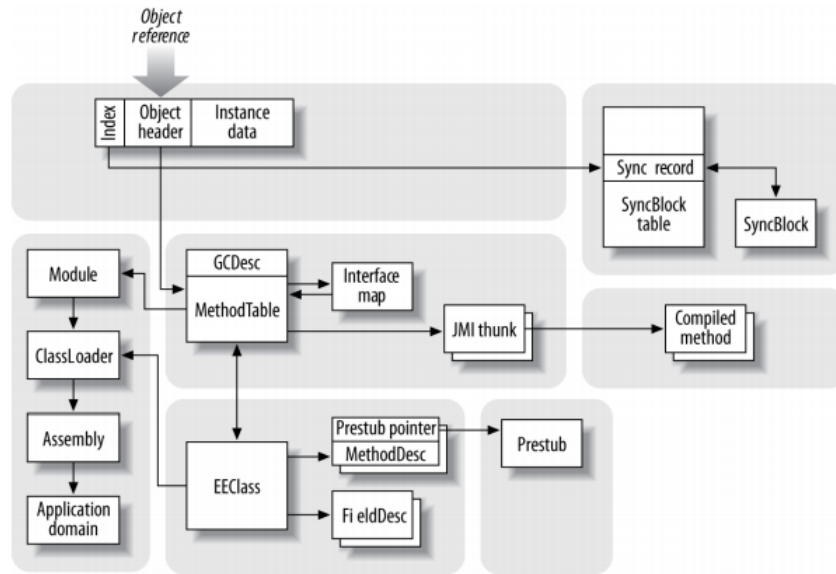 Object
reference
Index
Object
header
Instance
data
Sync record
SyncBlock
table
SyncBlock
Module
ClassLoader
Assembly
Application
domain
GCDesc
MethodTable
Interface
map
JMI thunk
Compiled
method
EEClass
Prestub pointer
MethodDesc
Fi eldDesc
Prestub